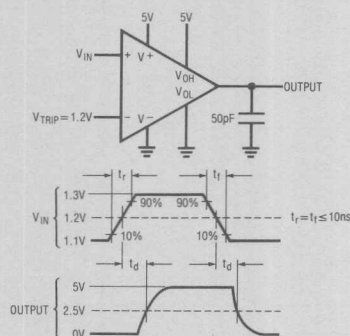 5V 5V
V_IN + V+
V_OH
OUTPUT
V_OL
V_TRIP = 1.2V - V-
50pF
t_r t_f
1.3V
90% 90%
V_IN { 1.2V
t_r = t_f ≤ 10ns
10% 10%
1.1V
t_d t_d
5V
OUTPUT { 2.5V
0V